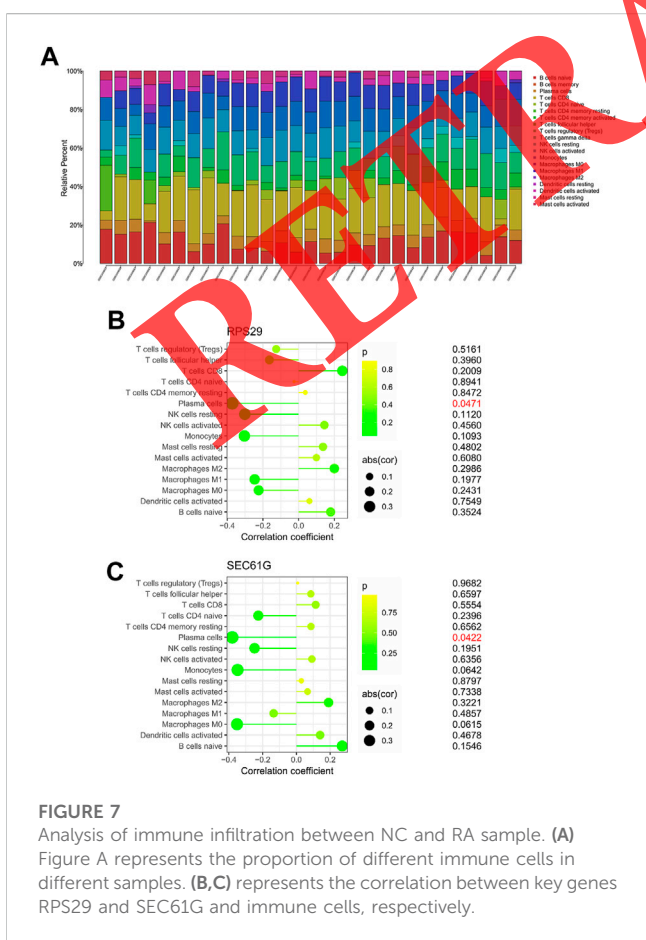 A
100%
80%
60%
40%
20%
0%
Relative Percent
B cells naive
B cells memory
Plasma cells
T cells CD8
T cells CD4 naive
T cells CD4 memory resting
T cells CD4 memory activated
T cells follicular helper
T cells regulatory (Tregs)
T cells gamma delta
NK cells resting
NK cells activated
Monocytes
Macrophages M0
Macrophages M1
Macrophages M2
Dendritic cells resting
Dendritic cells activated
Mast cells resting
Mast cells activated
RETRA
B
RPS29
T cells regulatory (Tregs) 0.5161
T cells follicular helper 0.3960
T cells CD8 0.2009
T cells CD4 naive 0.8941
T cells CD4 memory resting 0.8472
Plasma cells 0.0471
NK cells resting 0.1120
NK cells activated 0.4560
Monocytes 0.1093
Mast cells resting 0.4802
Mast cells activated 0.6080
Macrophages M2 0.2986
Macrophages M1 0.1977
Macrophages M0 0.2431
Dendritic cells activated 0.7549
B cells naive 0.3524
−0.4 −0.2 0.0 0.2
Correlation coefficient
p
0.8
0.6
0.4
0.2
abs(cor)
0.1
0.2
0.3
C
SEC61G
T cells regulatory (Tregs) 0.9682
T cells follicular helper 0.6597
T cells CD8 0.5554
T cells CD4 naive 0.2396
T cells CD4 memory resting 0.6562
Plasma cells 0.0422
NK cells resting 0.1951
NK cells activated 0.6356
Monocytes 0.0642
Mast cells resting 0.8797
Mast cells activated 0.7338
Macrophages M2 0.3221
Macrophages M1 0.4857
Macrophages M0 0.0615
Dendritic cells activated 0.4678
B cells naive 0.1546
−0.4 −0.3 −0.2 −0.1 0.0 0.1 0.2
Correlation coefficient
p
0.75
0.50
0.25
abs(cor)
0.1
0.2
0.3
FIGURE 7
Analysis of immune infiltration between NC and RA sample. (A)
Figure A represents the proportion of different immune cells in
different samples. (B,C) represents the correlation between key genes
RPS29 and SEC61G and immune cells, respectively.